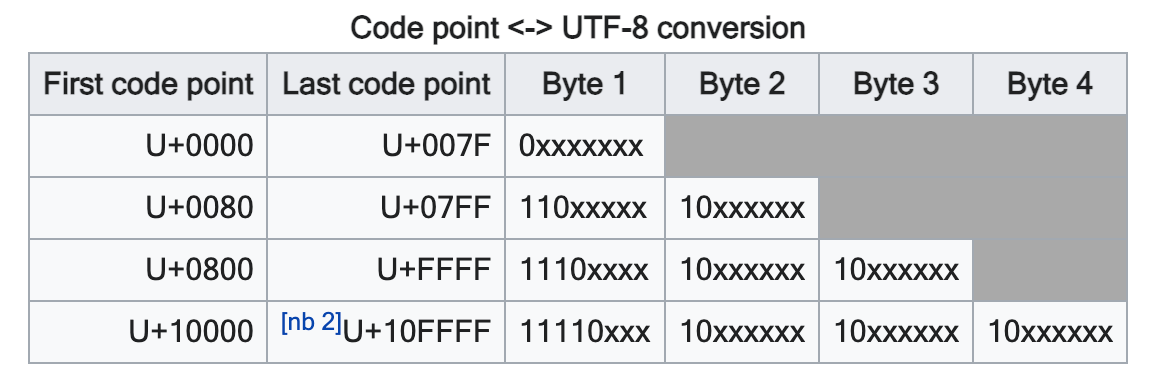 Code point <-> UTF-8 conversion
First code point Last code point Byte 1 Byte 2 Byte 3 Byte 4
U+0000 U+007F 0xxxxxxx
U+0080 U+07FF 110xxxxx 10xxxxxx
U+0800 U+FFFF 1110xxxx 10xxxxxx 10xxxxxx
U+10000 [nb 2]U+10FFFF 11110xxx 10xxxxxx 10xxxxxx 10xxxxxx